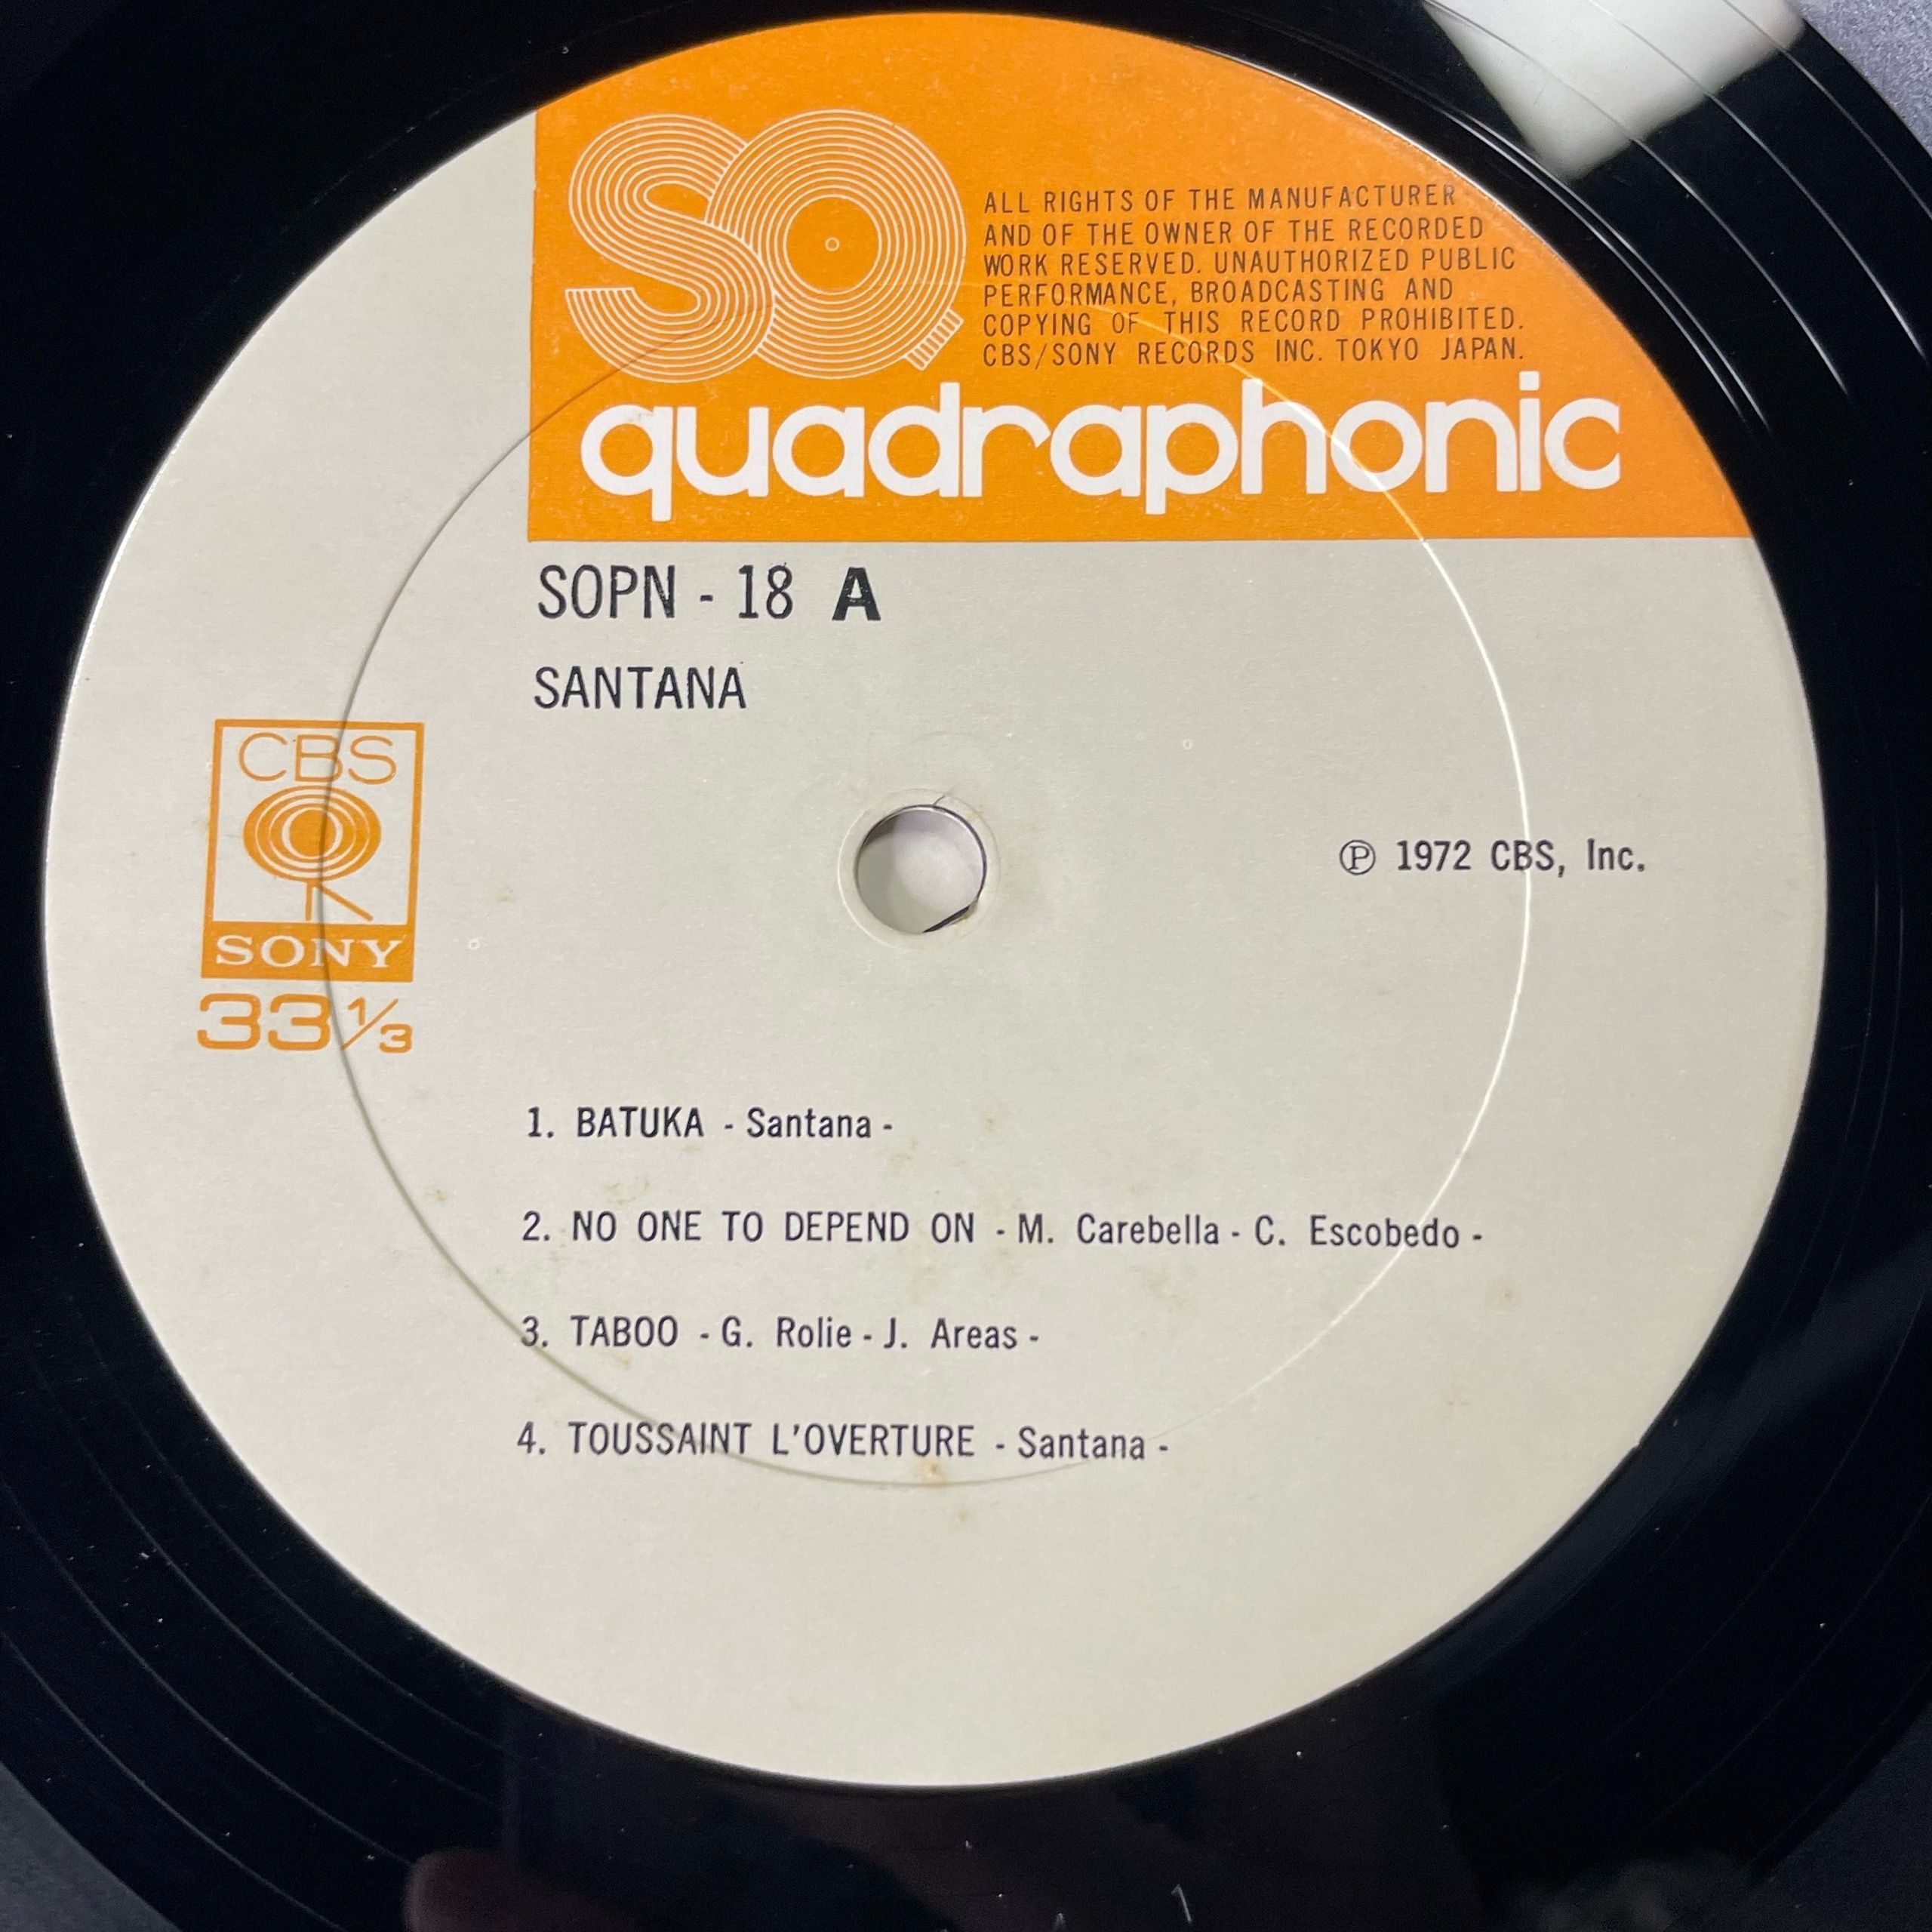 SQ
ALL RIGHTS OF THE MANUFACTURER
AND OF THE OWNER OF THE RECORDED
WORK RESERVED. UNAUTHORIZED PUBLIC
PERFORMANCE, BROADCASTING AND
COPYING OF THIS RECORD PROHIBITED.
CBS/SONY RECORDS INC. TOKYO JAPAN.
quadraphonic
SOPN - 18 A
SANTANA
CBS
SONY
33 1/3
℗ 1972 CBS, Inc.
1. BATUKA - Santana -
2. NO ONE TO DEPEND ON - M. Carebella - C. Escobedo -
3. TABOO - G. Rolie - J. Areas -
4. TOUSSAINT L'OVERTURE - Santana -